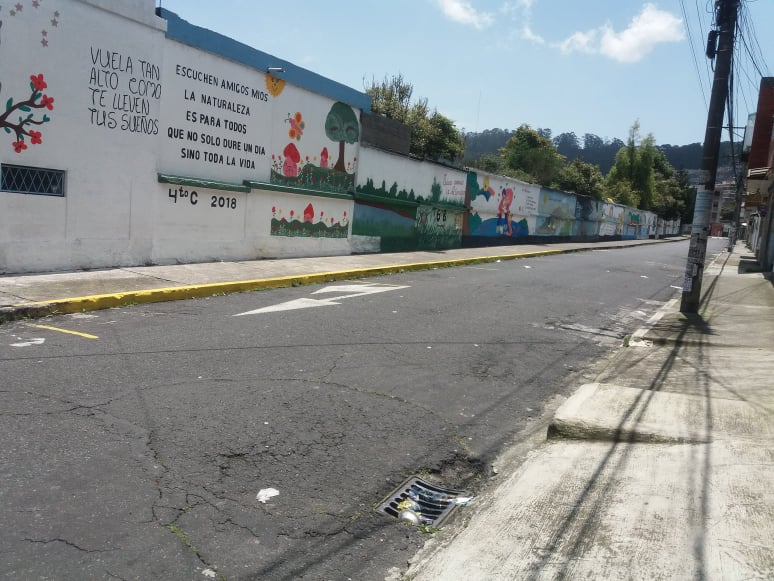 VUELA TAN
ALTO COMO
TE LLEVEN
TUS SUEÑOS
ESCUCHEN AMIGOS MIOS
LA NATURALEZA
ES PARA TODOS
QUE NO SOLO DURE UN DIA
SINO TODA LA VIDA
4toC 2018